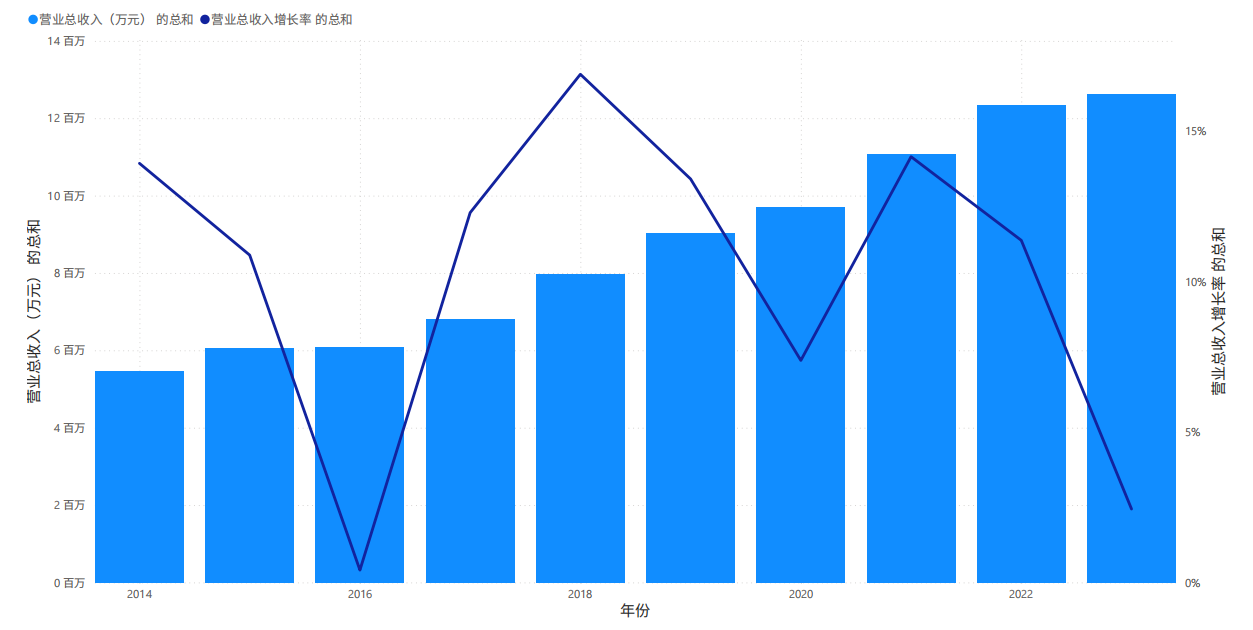 营业总收入（万元） 的总和 营业总收入增长率 的总和
14 百万
12 百万
10 百万
8 百万
6 百万
4 百万
2 百万
0 百万
营业总收入（万元） 的总和
15%
10%
5%
0%
营业总收入增长率 的总和
2014 2016 2018 2020 2022
年份